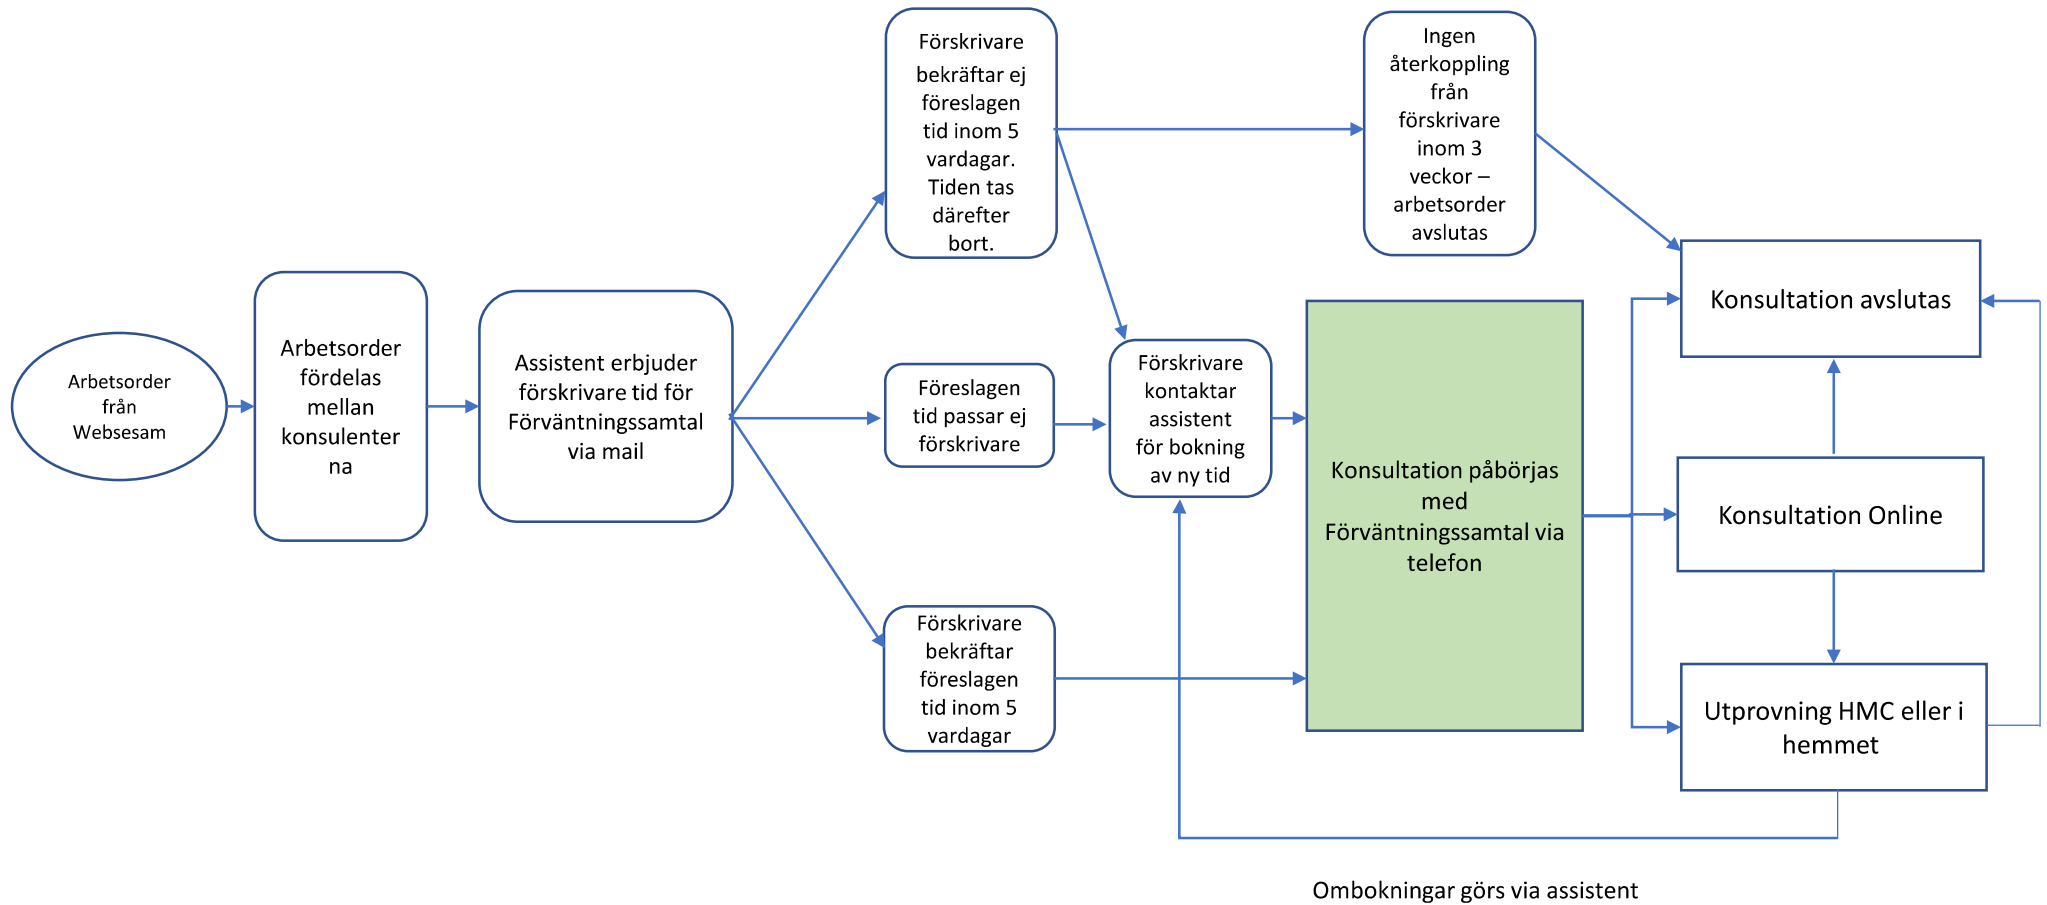 Arbetsorder
från
Websesam
Arbetsorder
fördelas
mellan
konsulenter
na
Assistent erbjuder
förskrivare tid för
Förväntningssamtal
via mail
Förskrivare
bekräftar ej
föreslagen
tid inom 5
vardagar.
Tiden tas
därefter
bort.
Föreslagen
tid passar ej
förskrivare
Förskrivare
bekräftar
föreslagen
tid inom 5
vardagar
Förskrivare
kontaktar
assistent
för bokning
av ny tid
Ingen
återkoppling
från
förskrivare
inom 3
veckor –
arbetsorder
avslutas
Konsultation påbörjas
med
Förväntningssamtal via
telefon
Konsultation avslutas
Konsultation Online
Utprovning HMC eller i
hemmet
Ombokningar görs via assistent